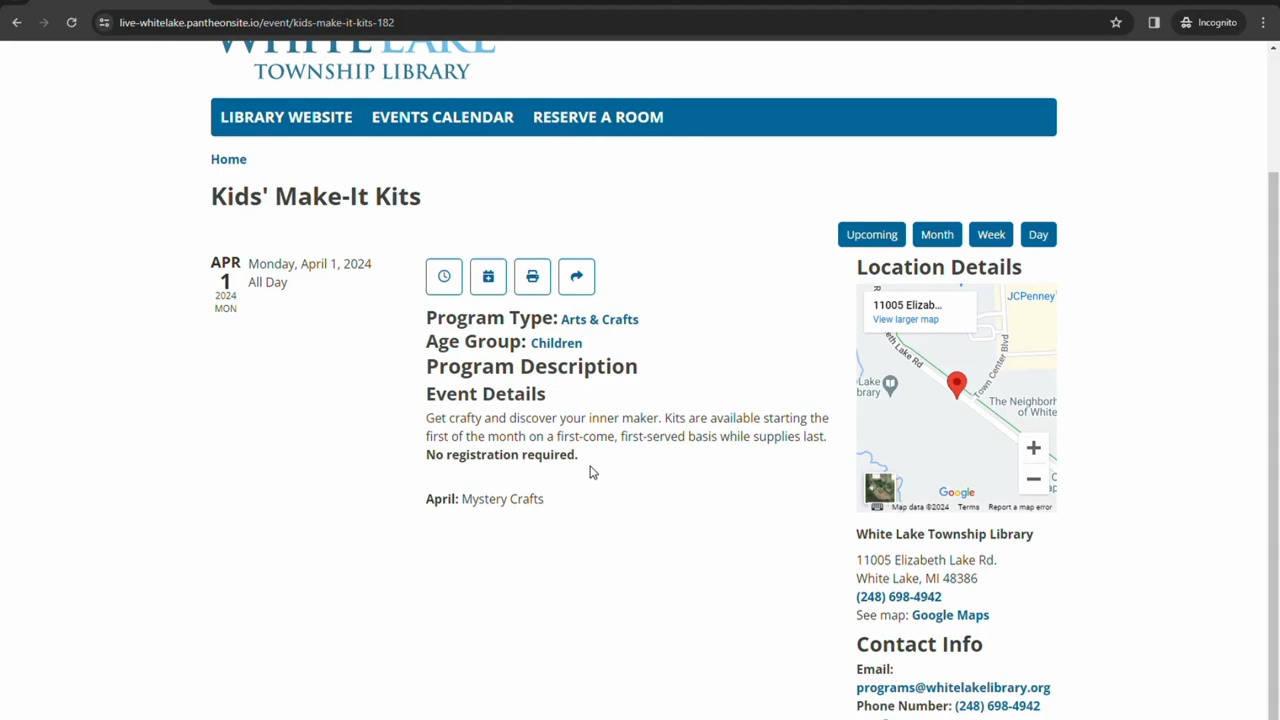 live-whitelake.pantheonsite.io/event/kids-make-it-kits-182
Incognito
WHITE LAKE
TOWNSHIP LIBRARY
LIBRARY WEBSITE
EVENTS CALENDAR
RESERVE A ROOM
Home
Kids' Make-It Kits
Upcoming
Month
Week
Day
APR
1
2024
MON
Monday, April 1, 2024
All Day
Program Type: Arts & Crafts
Age Group: Children
Program Description
Event Details
Get crafty and discover your inner maker. Kits are available starting the
first of the month on a first-come, first-served basis while supplies last.
No registration required.
April: Mystery Crafts
Location Details
11005 Elizab...
View larger map
JCPenney
eth Lake Rd
Town Center Blvd
Lake
brary
The Neighborh
of White
Google
Map data ©2024
Terms
Report a map error
White Lake Township Library
11005 Elizabeth Lake Rd.
White Lake, MI 48386
(248) 698-4942
See map: Google Maps
Contact Info
Email:
programs@whitelakelibrary.org
Phone Number: (248) 698-4942